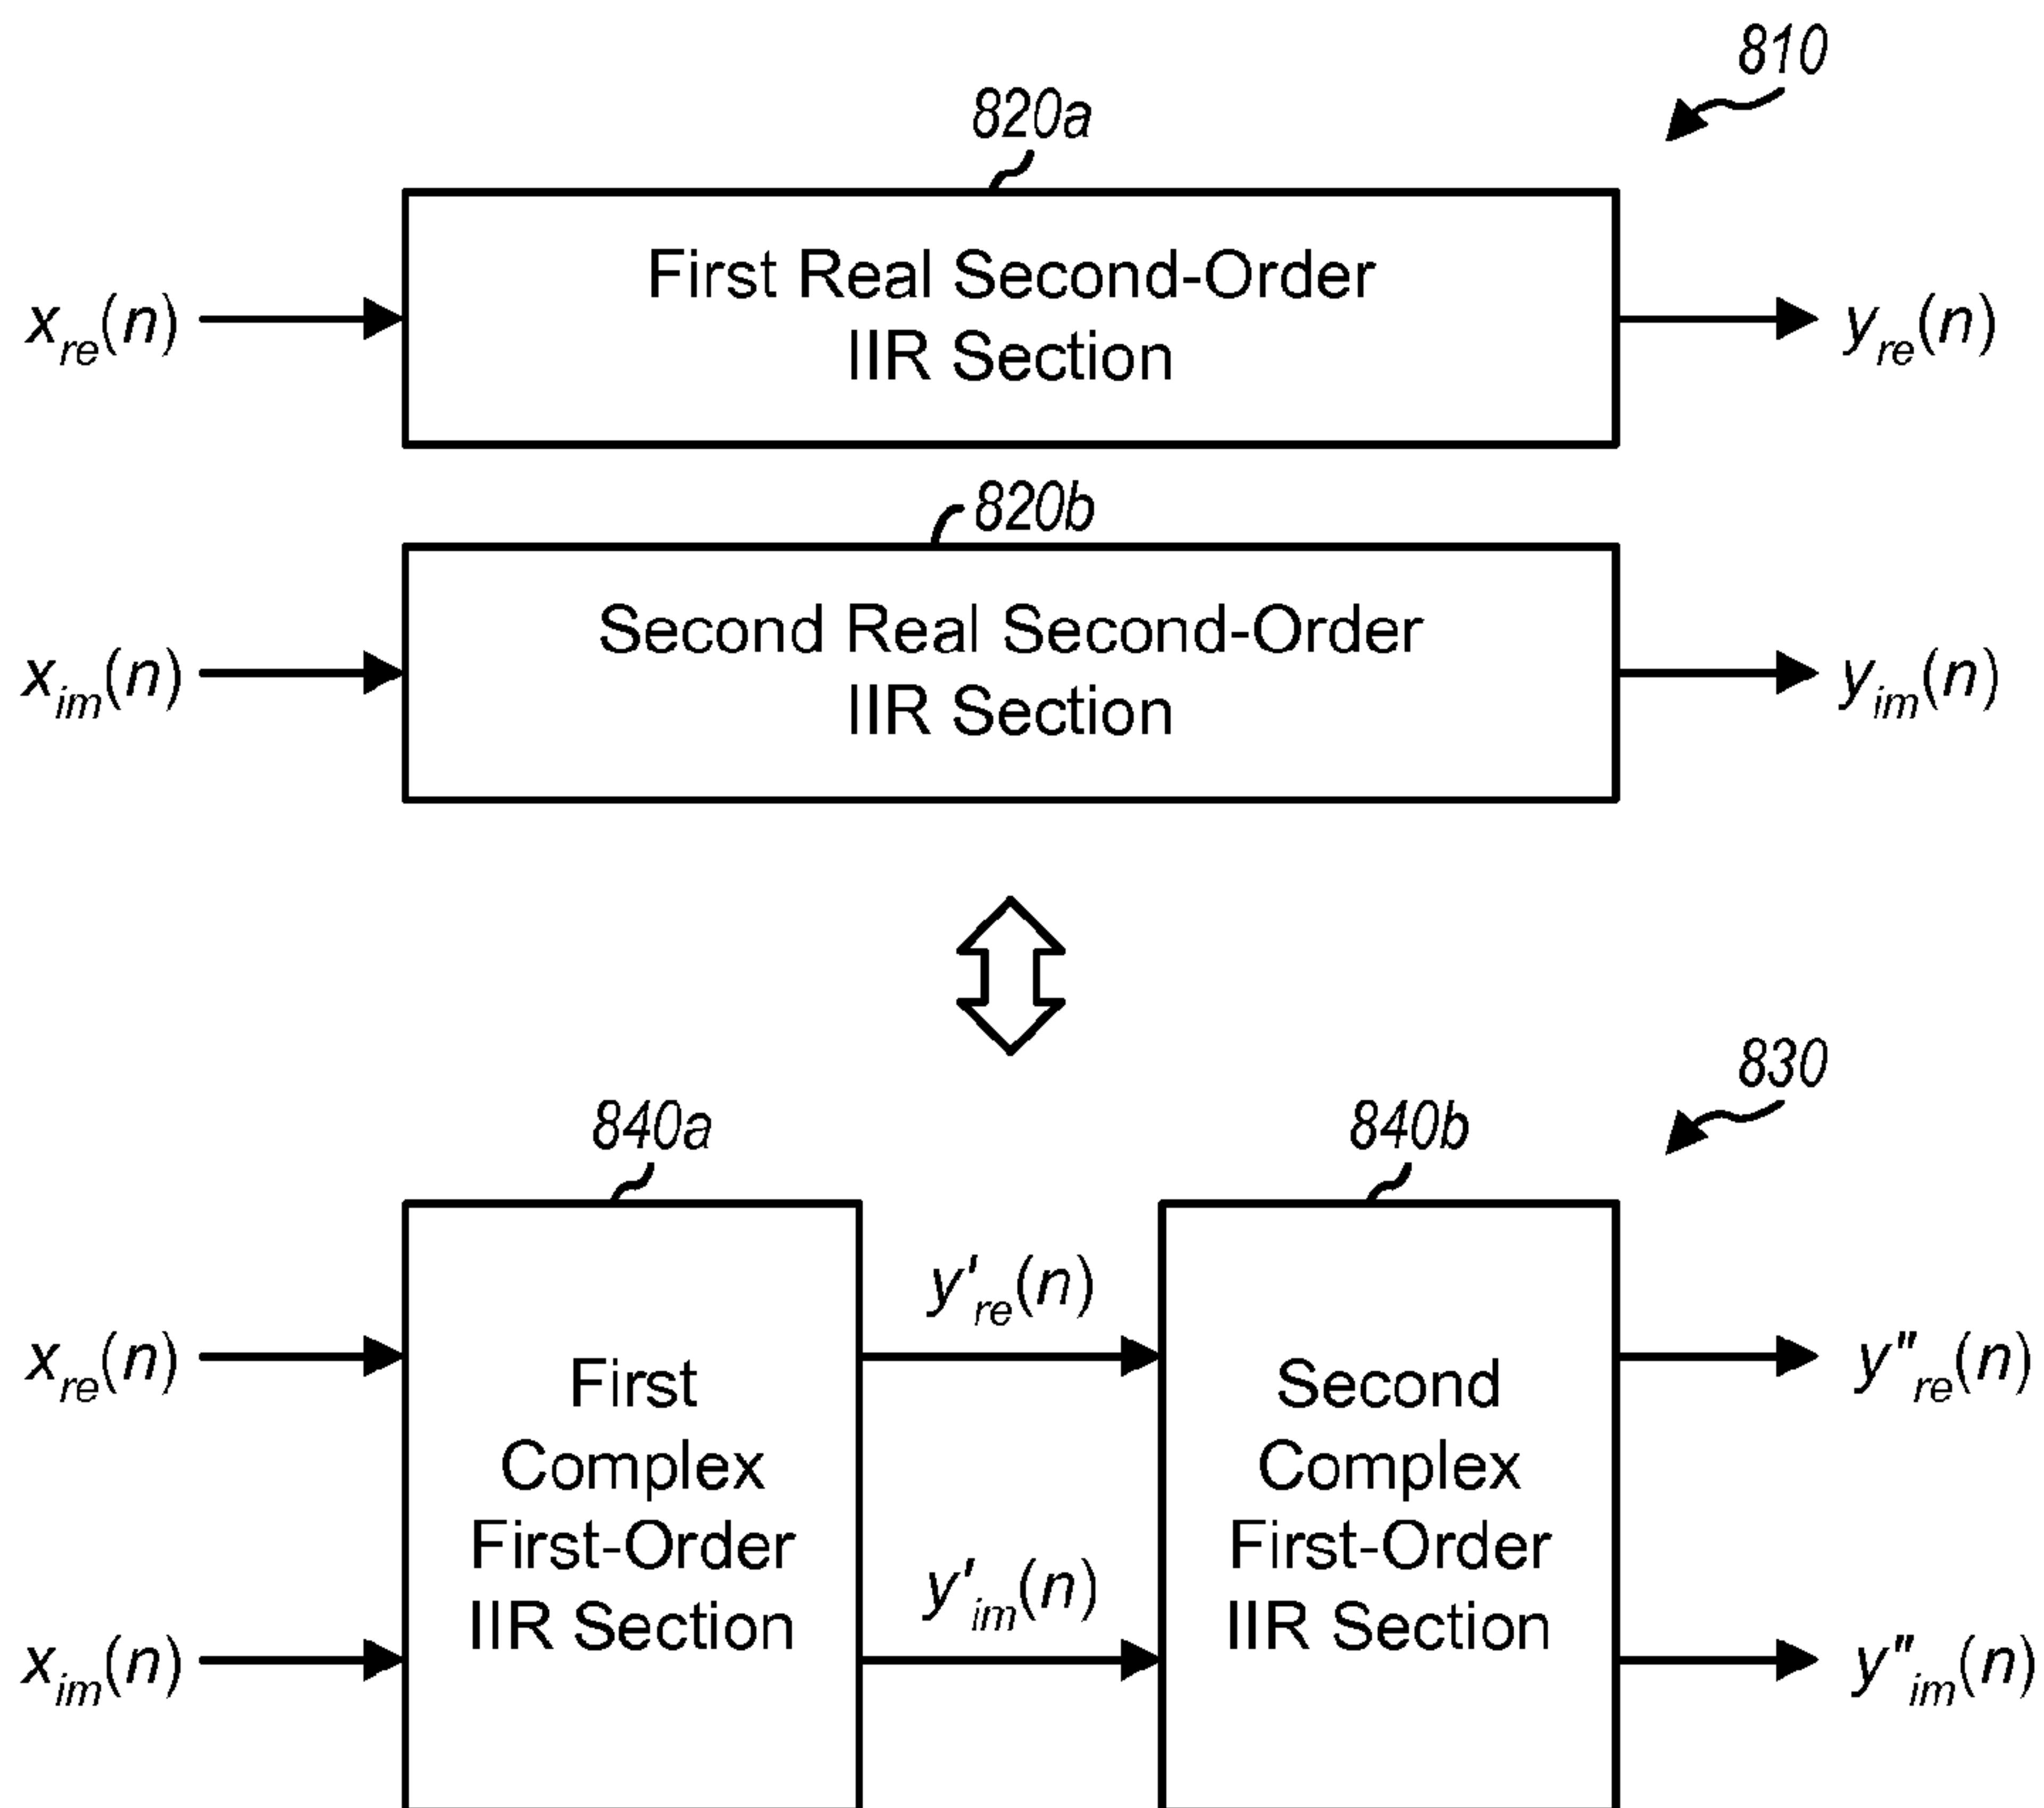 810
820a
First Real Second-Order
IIR Section
x_re(n)
y_re(n)
820b
Second Real Second-Order
IIR Section
x_im(n)
y_im(n)
830
840a
840b
y'_re(n)
x_re(n)
y"_re(n)
First
Complex
First-Order
IIR Section
Second
Complex
First-Order
IIR Section
y'_im(n)
x_im(n)
y"_im(n)